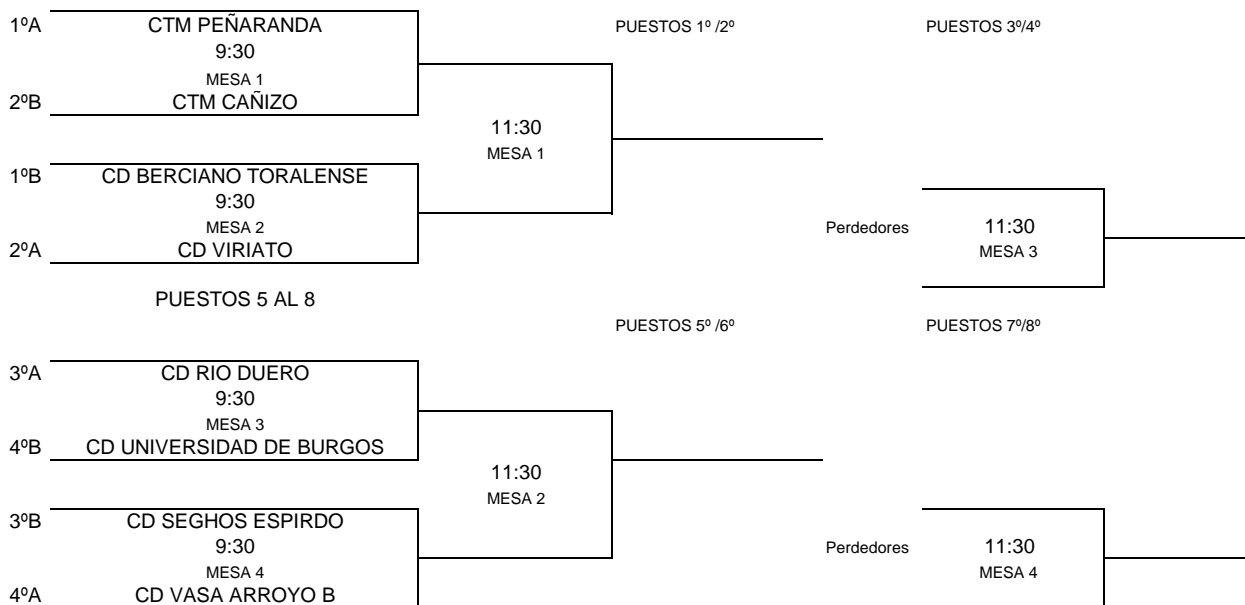 1ºA CTM PEÑARANDA PUESTOS 1º /2º PUESTOS 3º/4º
9:30
MESA 1
2ºB CTM CAÑIZO
11:30
MESA 1
1ºB CD BERCIANO TORALENSE
9:30
MESA 2
Perdedores 11:30
2ºA CD VIRIATO MESA 3
PUESTOS 5 AL 8
PUESTOS 5º /6º PUESTOS 7º/8º
3ºA CD RIO DUERO
9:30
MESA 3
4ºB CD UNIVERSIDAD DE BURGOS
11:30
MESA 2
3ºB CD SEGHOS ESPIRDO
9:30 Perdedores 11:30
MESA 4 MESA 4
4ºA CD VASA ARROYO B